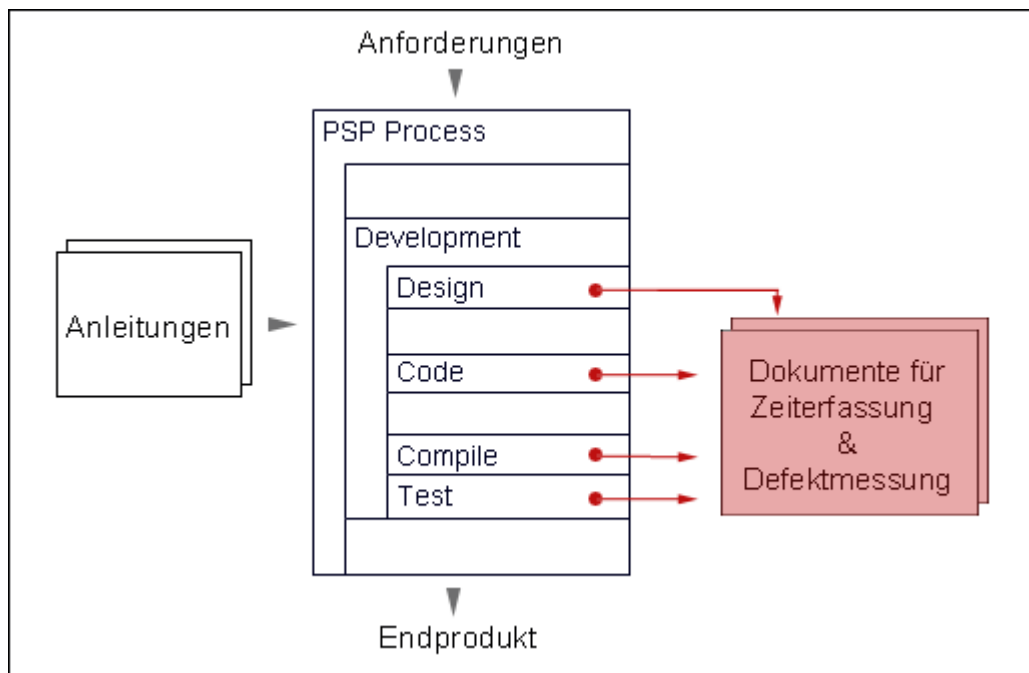 Anforderungen
PSP Process
Development
Design
Anleitungen
Code
Compile
Test
Dokumente für
Zeiterfassung
&
Defektmessung
Endprodukt